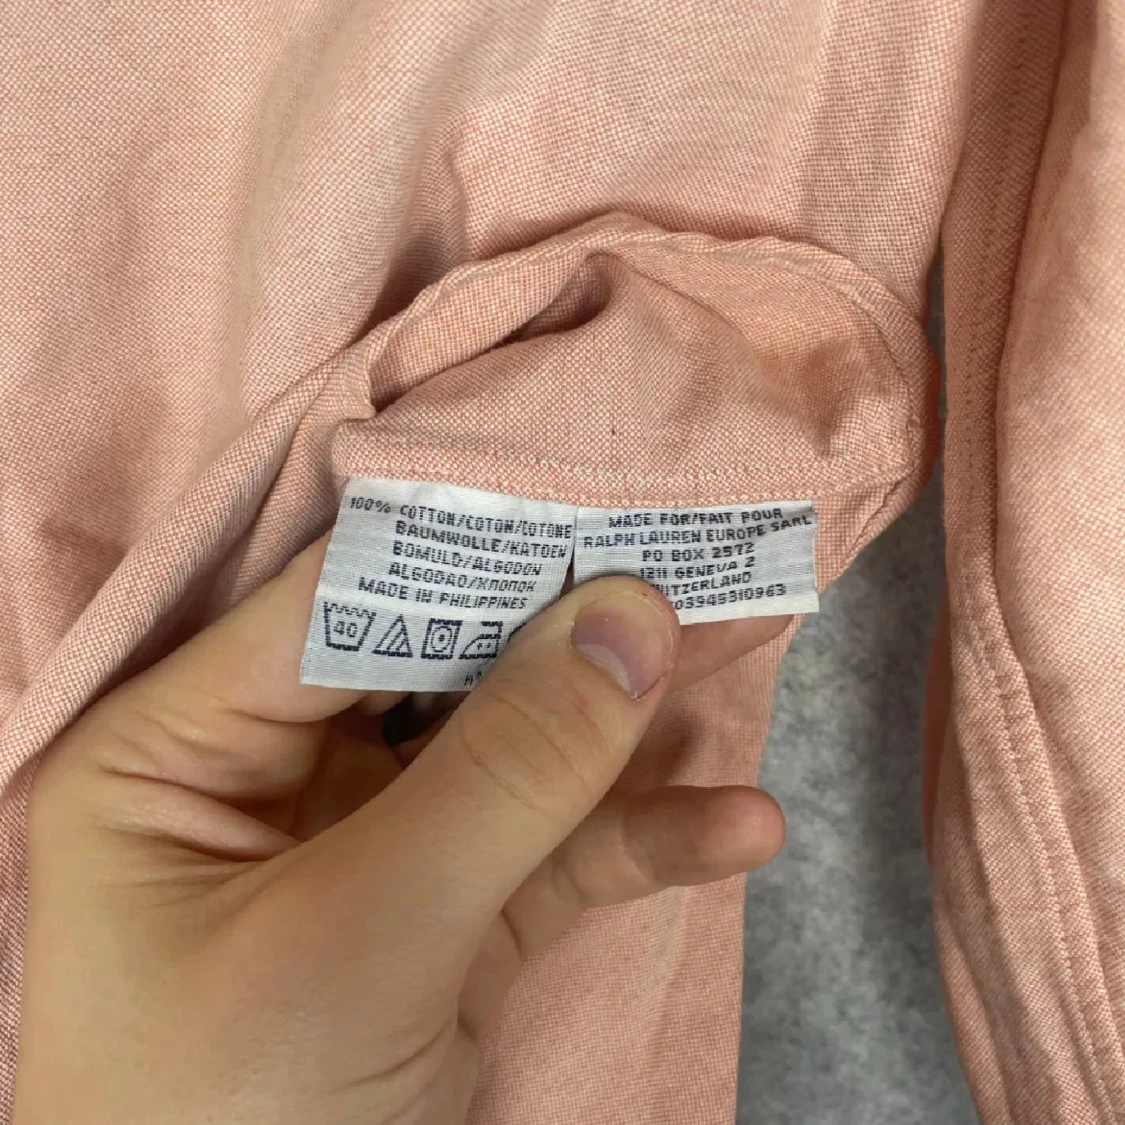 100% COTTON/COTON/COTONE
BAUMWOLLE/KATOEN
BOMULD/ALGODON
ALGODAO/ХЛОПОК
MADE IN PHILIPPINES
40
MADE FOR/FAIT POUR
RALPH LAUREN EUROPE SARL
PO BOX 2572
1211 GENEVA 2